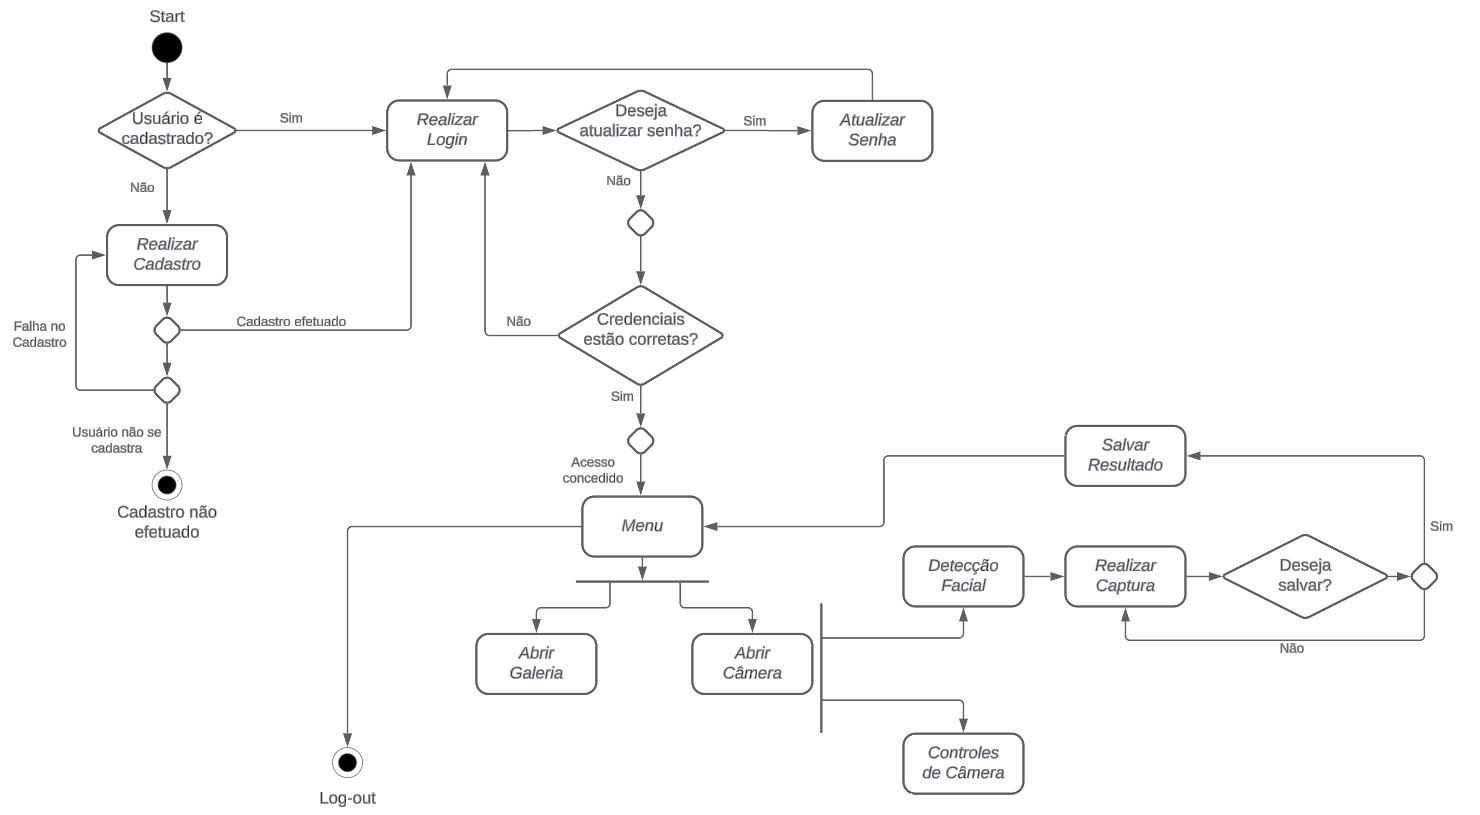 Start
Usuário é
cadastrado?
Sim
Realizar
Login
Deseja
atualizar senha?
Sim
Atualizar
Senha
Não
Não
Realizar
Cadastro
Falha no
Cadastro
Cadastro efetuado
Não
Credenciais
estão corretas?
Sim
Usuário não se
cadastra
Cadastro não
efetuado
Acesso
concedido
Menu
Salvar
Resultado
Sim
Detecção
Facial
Realizar
Captura
Deseja
salvar?
Não
Abrir
Galeria
Abrir
Câmera
Controles
de Câmera
Log-out